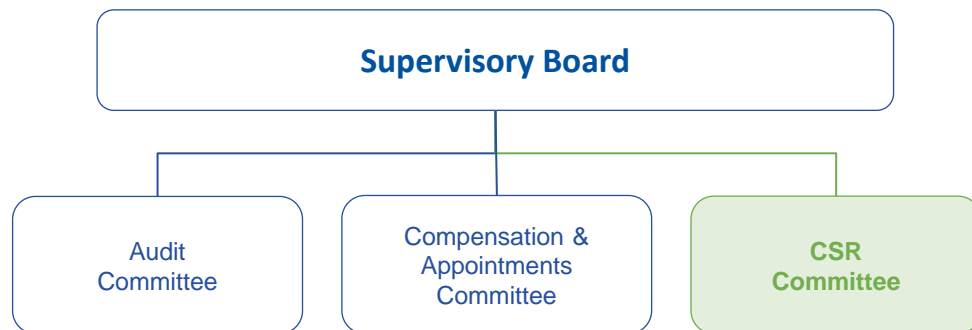 Supervisory Board
Audit
Committee
Compensation &
Appointments
Committee
CSR
Committee